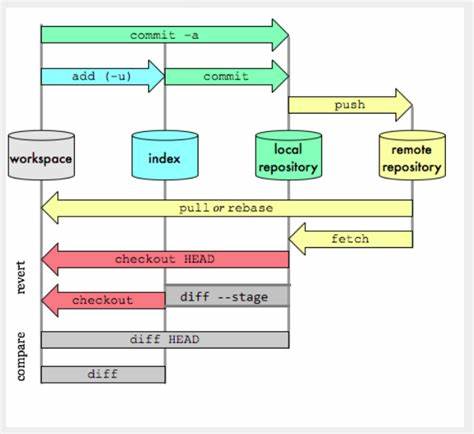 commit -a
add (-u)
commit
push
workspace
index
local
repository
remote
repository
pull or rebase
fetch
revert
checkout HEAD
checkout
diff --stage
compare
diff HEAD
diff